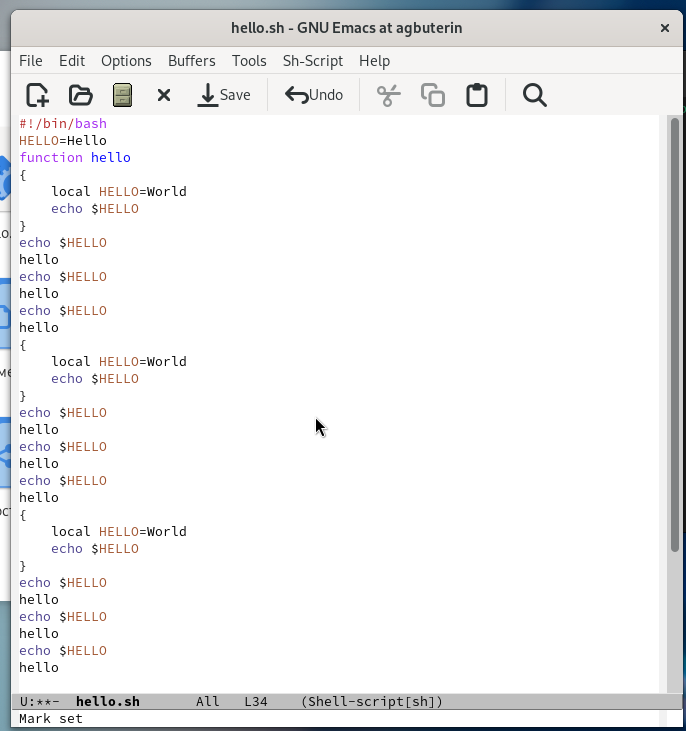 hello.sh - GNU Emacs at agbuterin
File Edit Options Buffers Tools Sh-Script Help
Save Undo
#!/bin/bash
HELLO=Hello
function hello
{
    local HELLO=World
    echo $HELLO
}
echo $HELLO
hello
echo $HELLO
hello
echo $HELLO
hello
{
    local HELLO=World
    echo $HELLO
}
echo $HELLO
hello
echo $HELLO
hello
echo $HELLO
hello
{
    local HELLO=World
    echo $HELLO
}
echo $HELLO
hello
echo $HELLO
hello
echo $HELLO
hello
U:**-  hello.sh       All   L34    (Shell-script[sh])
Mark set